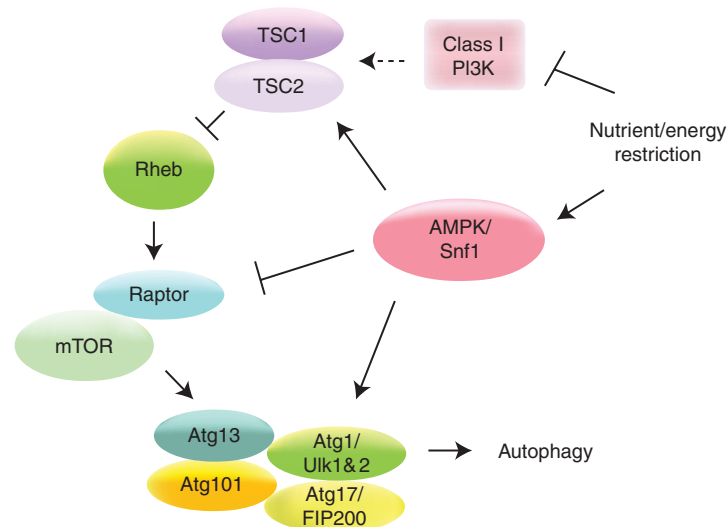 TSC1
TSC2
Class I
PI3K
Nutrient/energy
restriction
Rheb
AMPK/
Snf1
Raptor
mTOR
Atg13
Atg1/
Ulk1&2
Autophagy
Atg101
Atg17/
FIP200